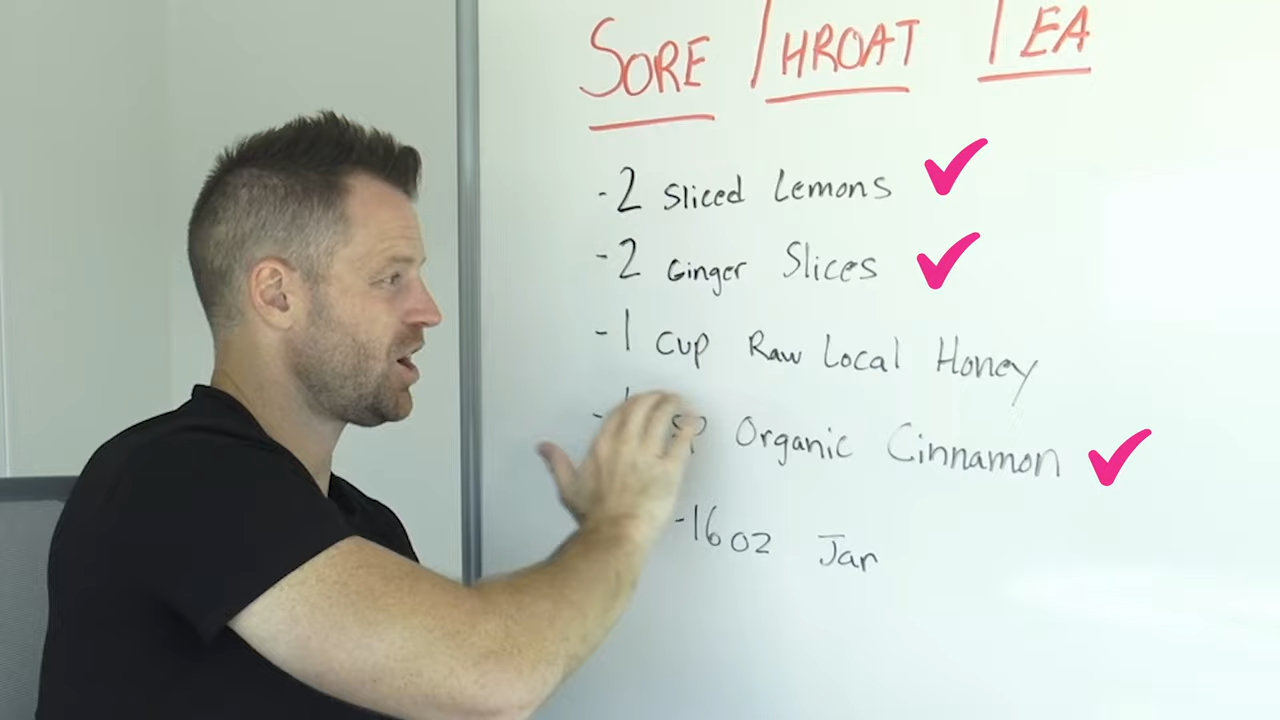 SORE THROAT TEA
-2 Sliced Lemons
-2 Ginger Slices
-1 Cup Raw Local Honey
Organic Cinnamon
-16 oz Jar